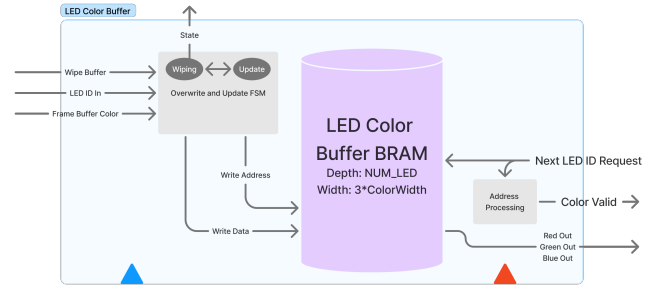 LED Color Buffer
State
Wiping
Update
Wipe Buffer
LED ID In
Overwrite and Update FSM
Frame Buffer Color
LED Color
Buffer BRAM
Depth: NUM_LED
Width: 3*ColorWidth
Next LED ID Request
Write Address
Address
Processing
Color Valid
Write Data
Red Out
Green Out
Blue Out